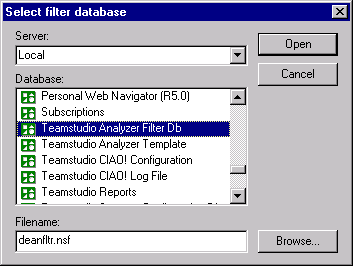 Select filter database
Server:
Local
Open
Cancel
Database:
Personal Web Navigator (R5.0)
Subscriptions
Teamstudio Analyzer Filter Db
Teamstudio Analyzer Template
Teamstudio CIAO! Configuration
Teamstudio CIAO! Log File
Teamstudio Reports
Filename:
deanfltr.nsf
Browse...